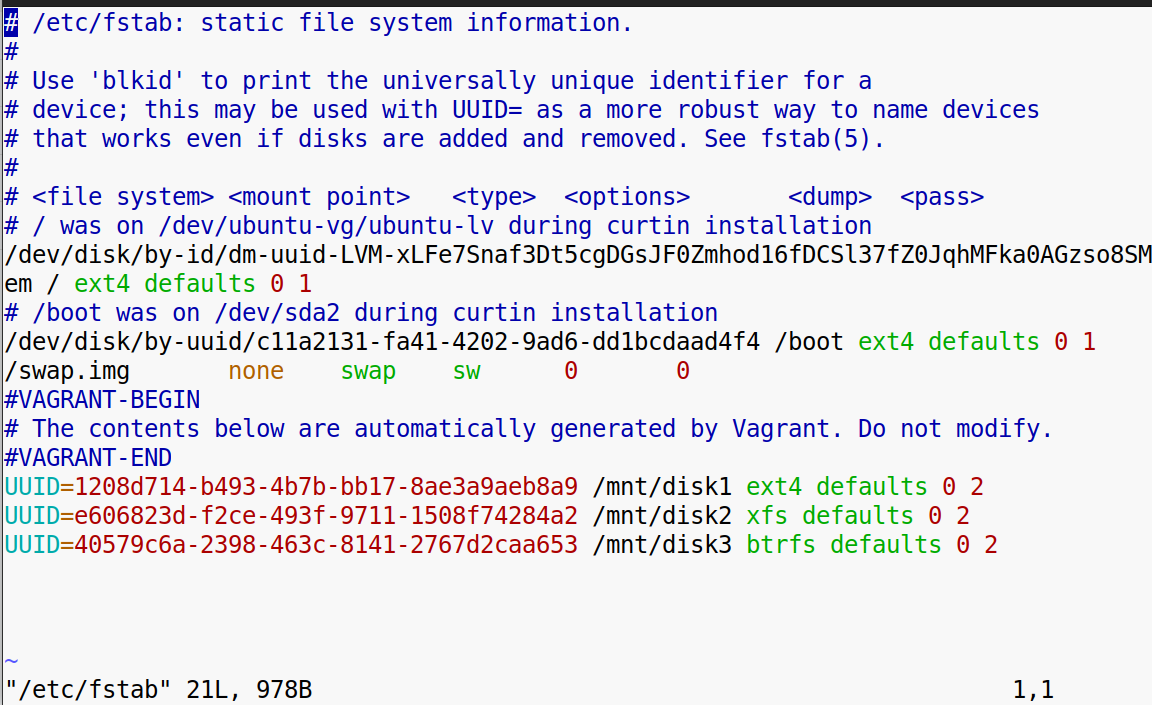 # /etc/fstab: static file system information.
#
# Use 'blkid' to print the universally unique identifier for a
# device; this may be used with UUID= as a more robust way to name devices
# that works even if disks are added and removed. See fstab(5).
#
# <file system> <mount point>   <type>  <options>       <dump>  <pass>
# / was on /dev/ubuntu-vg/ubuntu-lv during curtin installation
/dev/disk/by-id/dm-uuid-LVM-xLFe7Snaf3Dt5cgDGsJF0Zmhod16fDCSl37fZ0JqhMFka0AGzso8SM
em / ext4 defaults 0 1
# /boot was on /dev/sda2 during curtin installation
/dev/disk/by-uuid/c11a2131-fa41-4202-9ad6-dd1bcdaad4f4 /boot ext4 defaults 0 1
/swap.img       none    swap    sw      0       0
#VAGRANT-BEGIN
# The contents below are automatically generated by Vagrant. Do not modify.
#VAGRANT-END
UUID=1208d714-b493-4b7b-bb17-8ae3a9aeb8a9 /mnt/disk1 ext4 defaults 0 2
UUID=e606823d-f2ce-493f-9711-1508f74284a2 /mnt/disk2 xfs defaults 0 2
UUID=40579c6a-2398-463c-8141-2767d2caa653 /mnt/disk3 btrfs defaults 0 2
~
"/etc/fstab" 21L, 978B 1,1